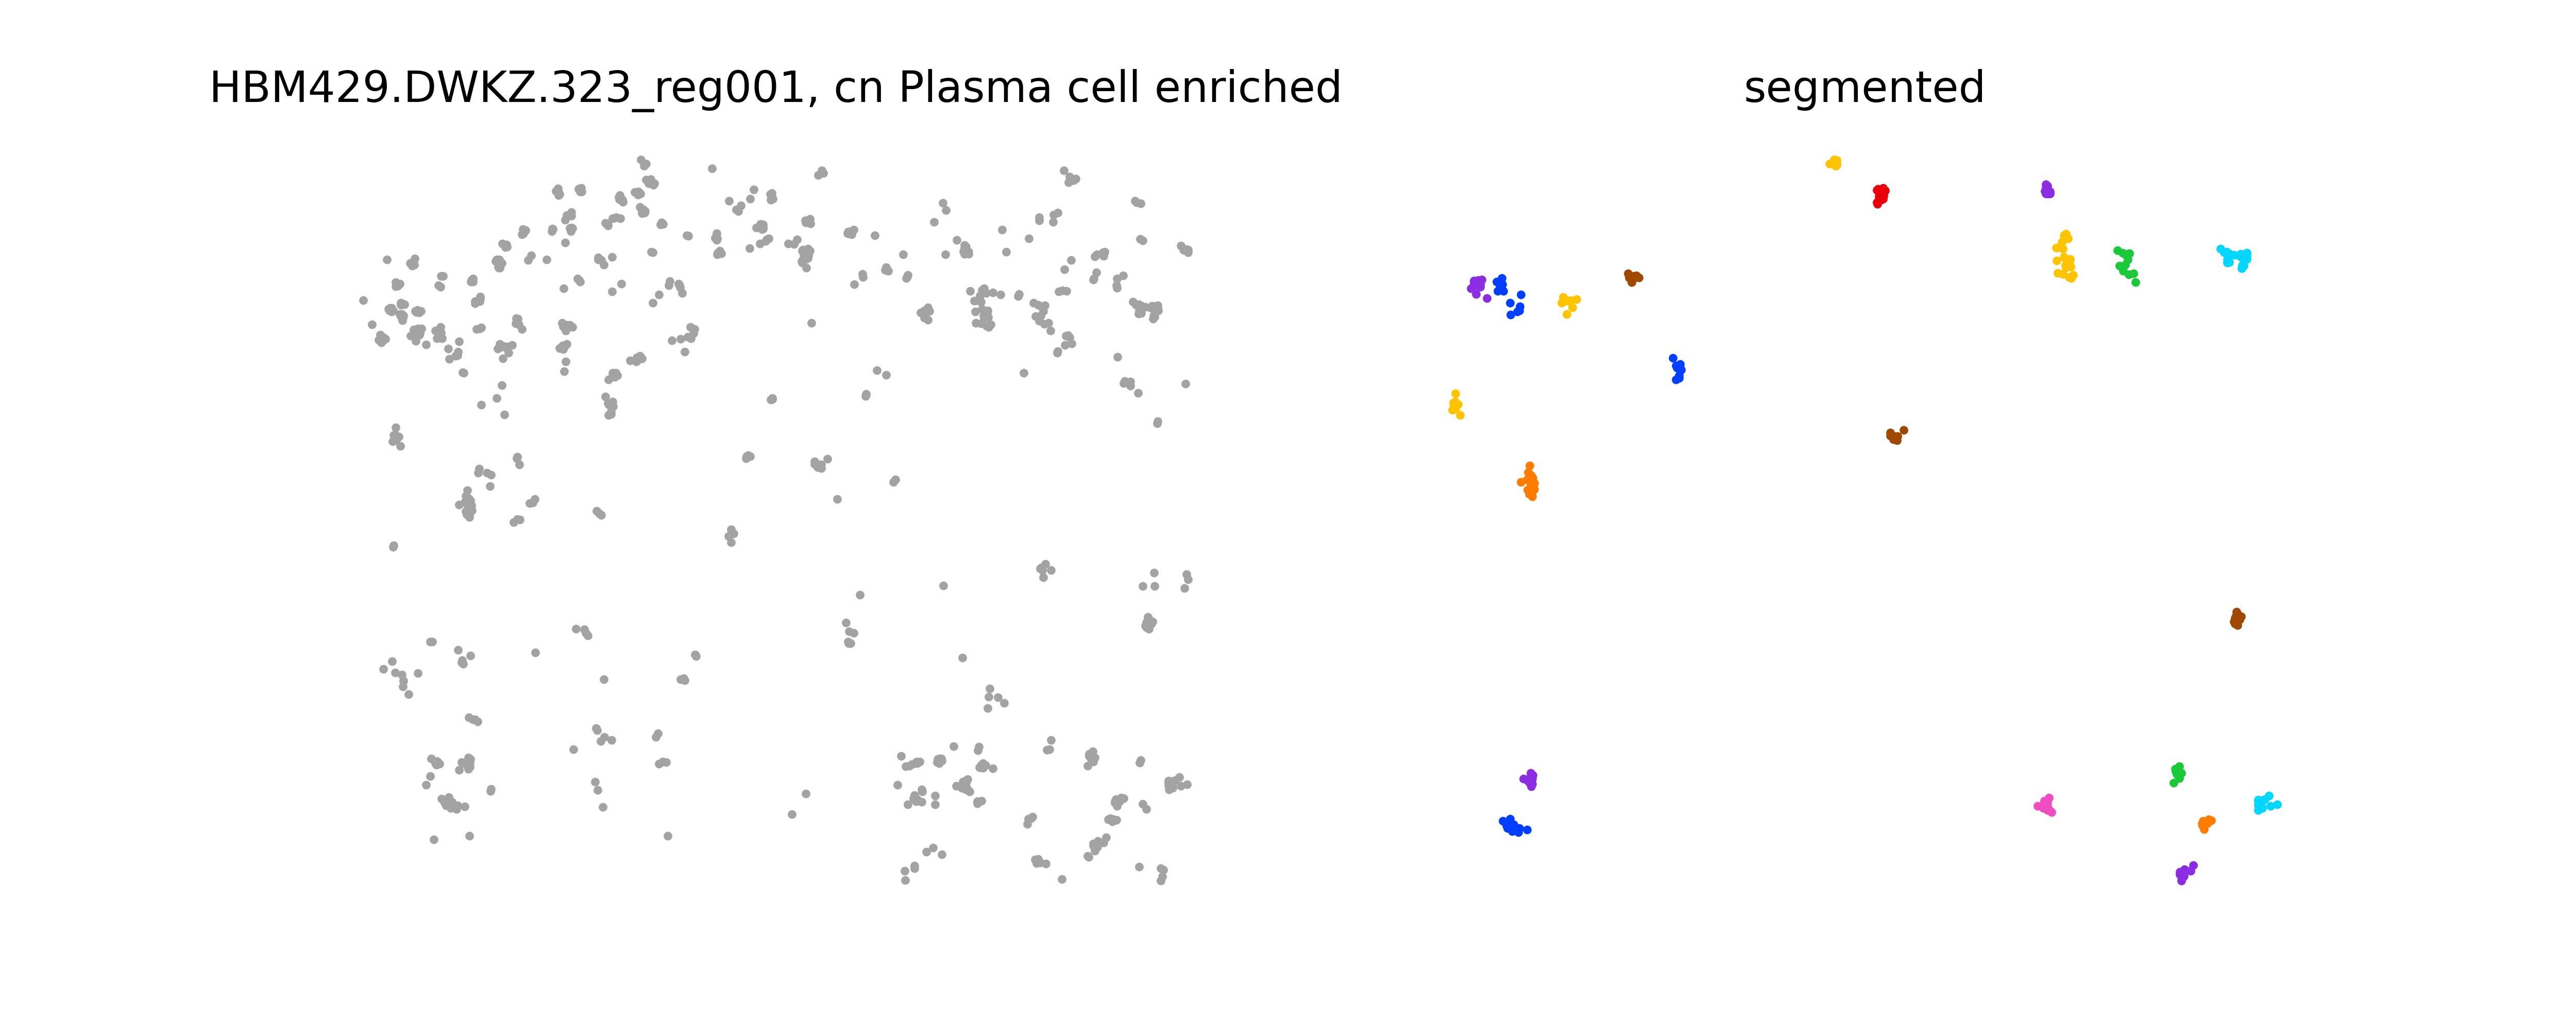 HBM429.DWKZ.323_reg001, cn Plasma cell enriched
segmented